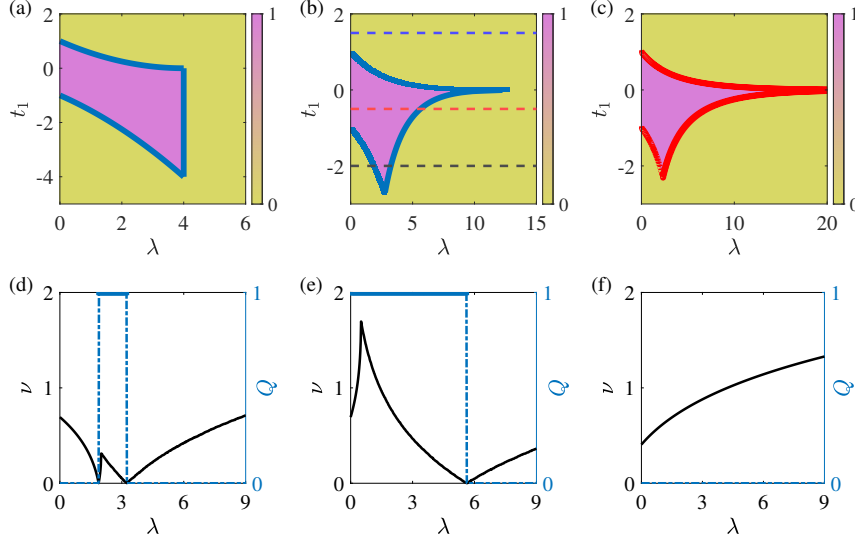 (a) (b) (c)
2 1 2 1 2 1
0 0 0
-2 -2 -2
-4
t₁ t₁ t₁
0 2 4 6 0 0 5 10 15 0 0 10 20 0
λ λ λ
(d) (e) (f)
2 1 2 1 2 1
ν 1 Q ν 1 Q ν 1 Q
0 0 0 0 0 0
0 3 6 9 0 3 6 9 0 3 6 9
λ λ λ